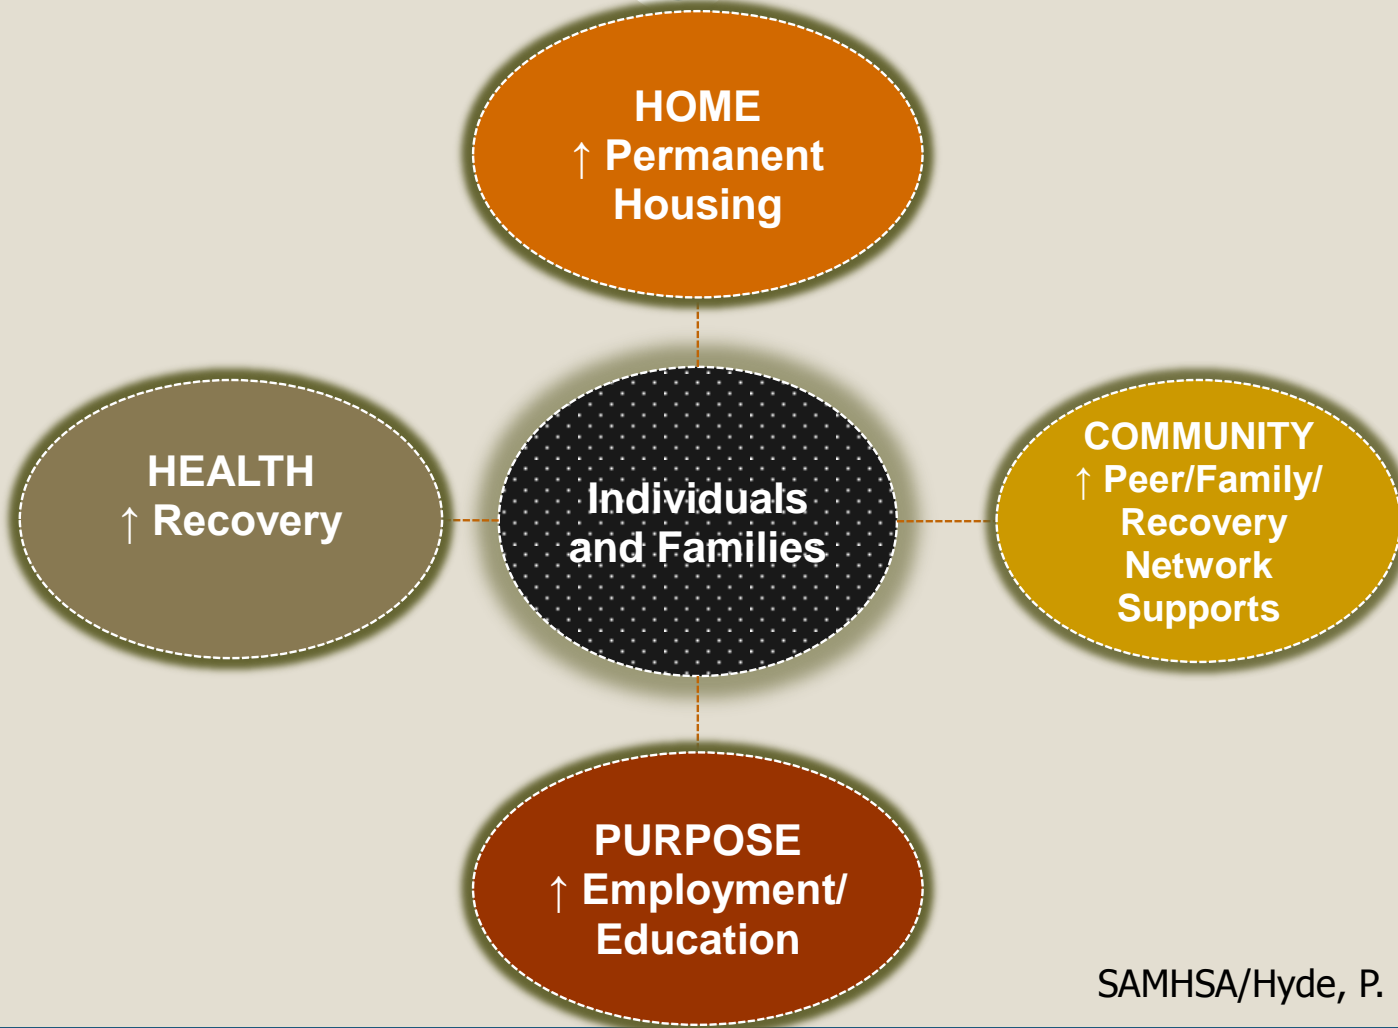 HOME
↑ Permanent
Housing
HEALTH
↑ Recovery
Individuals
and Families
COMMUNITY
↑ Peer/Family/
Recovery
Network
Supports
PURPOSE
↑ Employment/
Education
SAMHSA/Hyde, P.